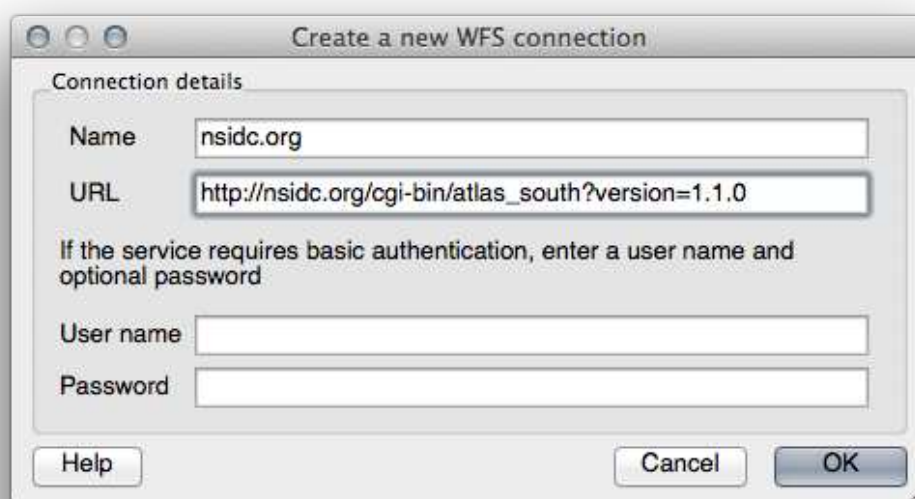 Create a new WFS connection
Connection details
Name nsidc.org
URL http://nsidc.org/cgi-bin/atlas_south?version=1.1.0
If the service requires basic authentication, enter a user name and
optional password
User name
Password
Help Cancel OK